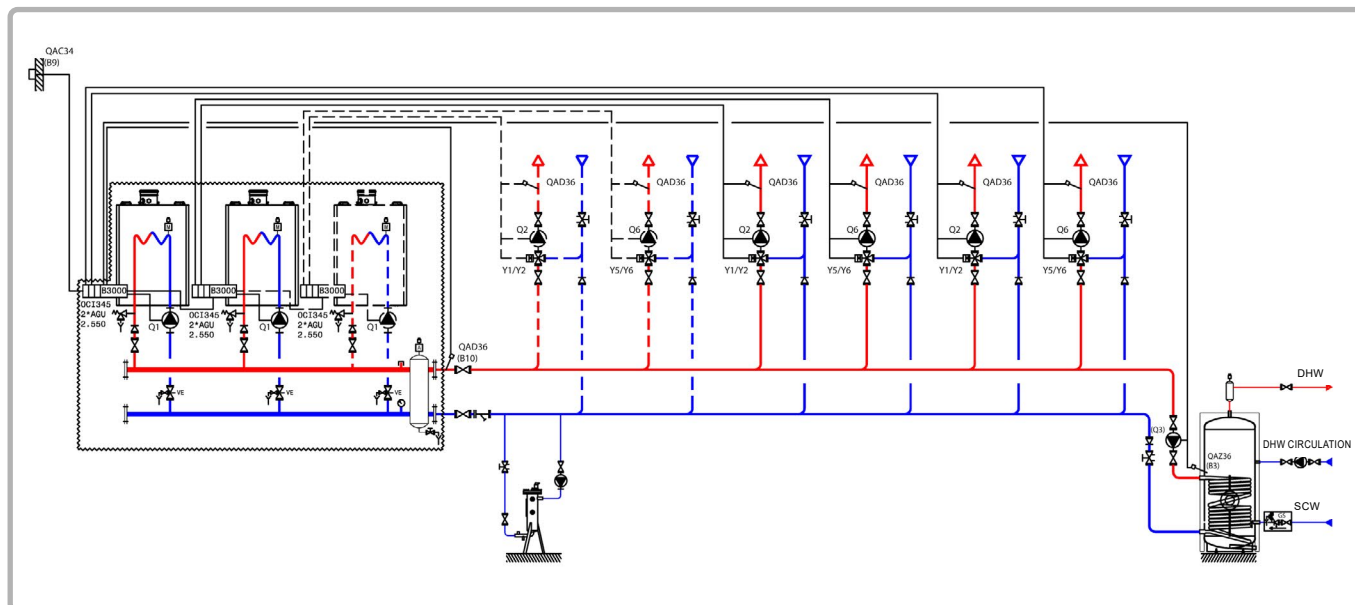 QAC34
(B9)
QAD36
QAD36
QAD36
QAD36
QAD36
QAD36
M
M
M
Q2
Q6
Q2
Q6
Q2
Q6
Y1/Y2
Y5/Y6
Y1/Y2
Y5/Y6
Y1/Y2
Y5/Y6
B3000
B3000
B3000
OCI345
2*AGU
2.550
OCI345
2*AGU
2.550
OCI345
2*AGU
2.550
Q1
Q1
Q1
QAD36
(B10)
VE
VE
VE
DHW
(Q3)
DHW CIRCULATION
QAZ36
(B3)
SCW
GS